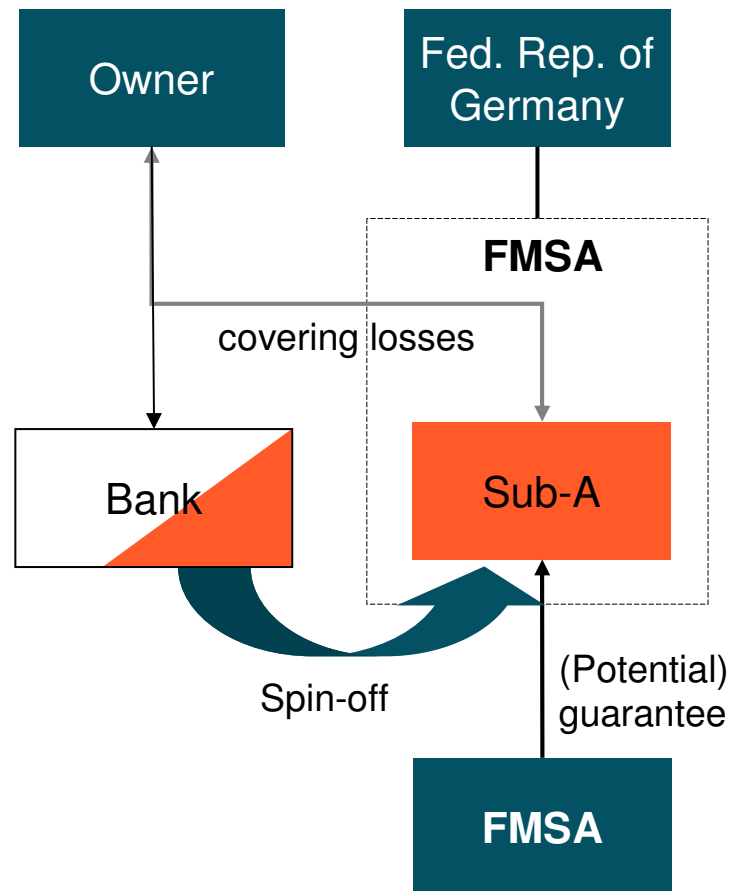 Owner
Fed. Rep. of
Germany
FMSA
covering losses
Bank
Sub-A
Spin-off
(Potential)
guarantee
FMSA